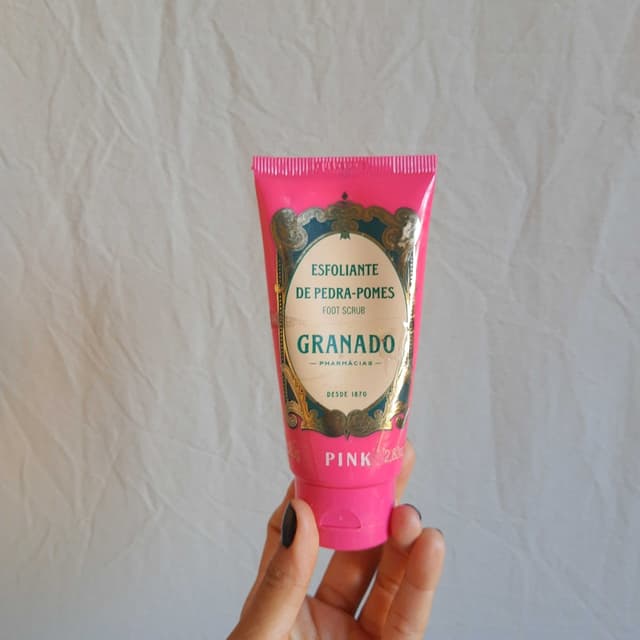 ESFOLIANTE
DE PEDRA-POMES
FOOT SCRUB
GRANADO
PHARMÁCIAS
DESDE 1870
PINK